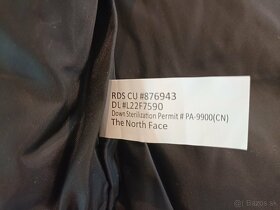 RDS CU #876943
DL #L22F7590
Down Sterilization Permit # PA-9900(CN)
The North Face
bazos.sk